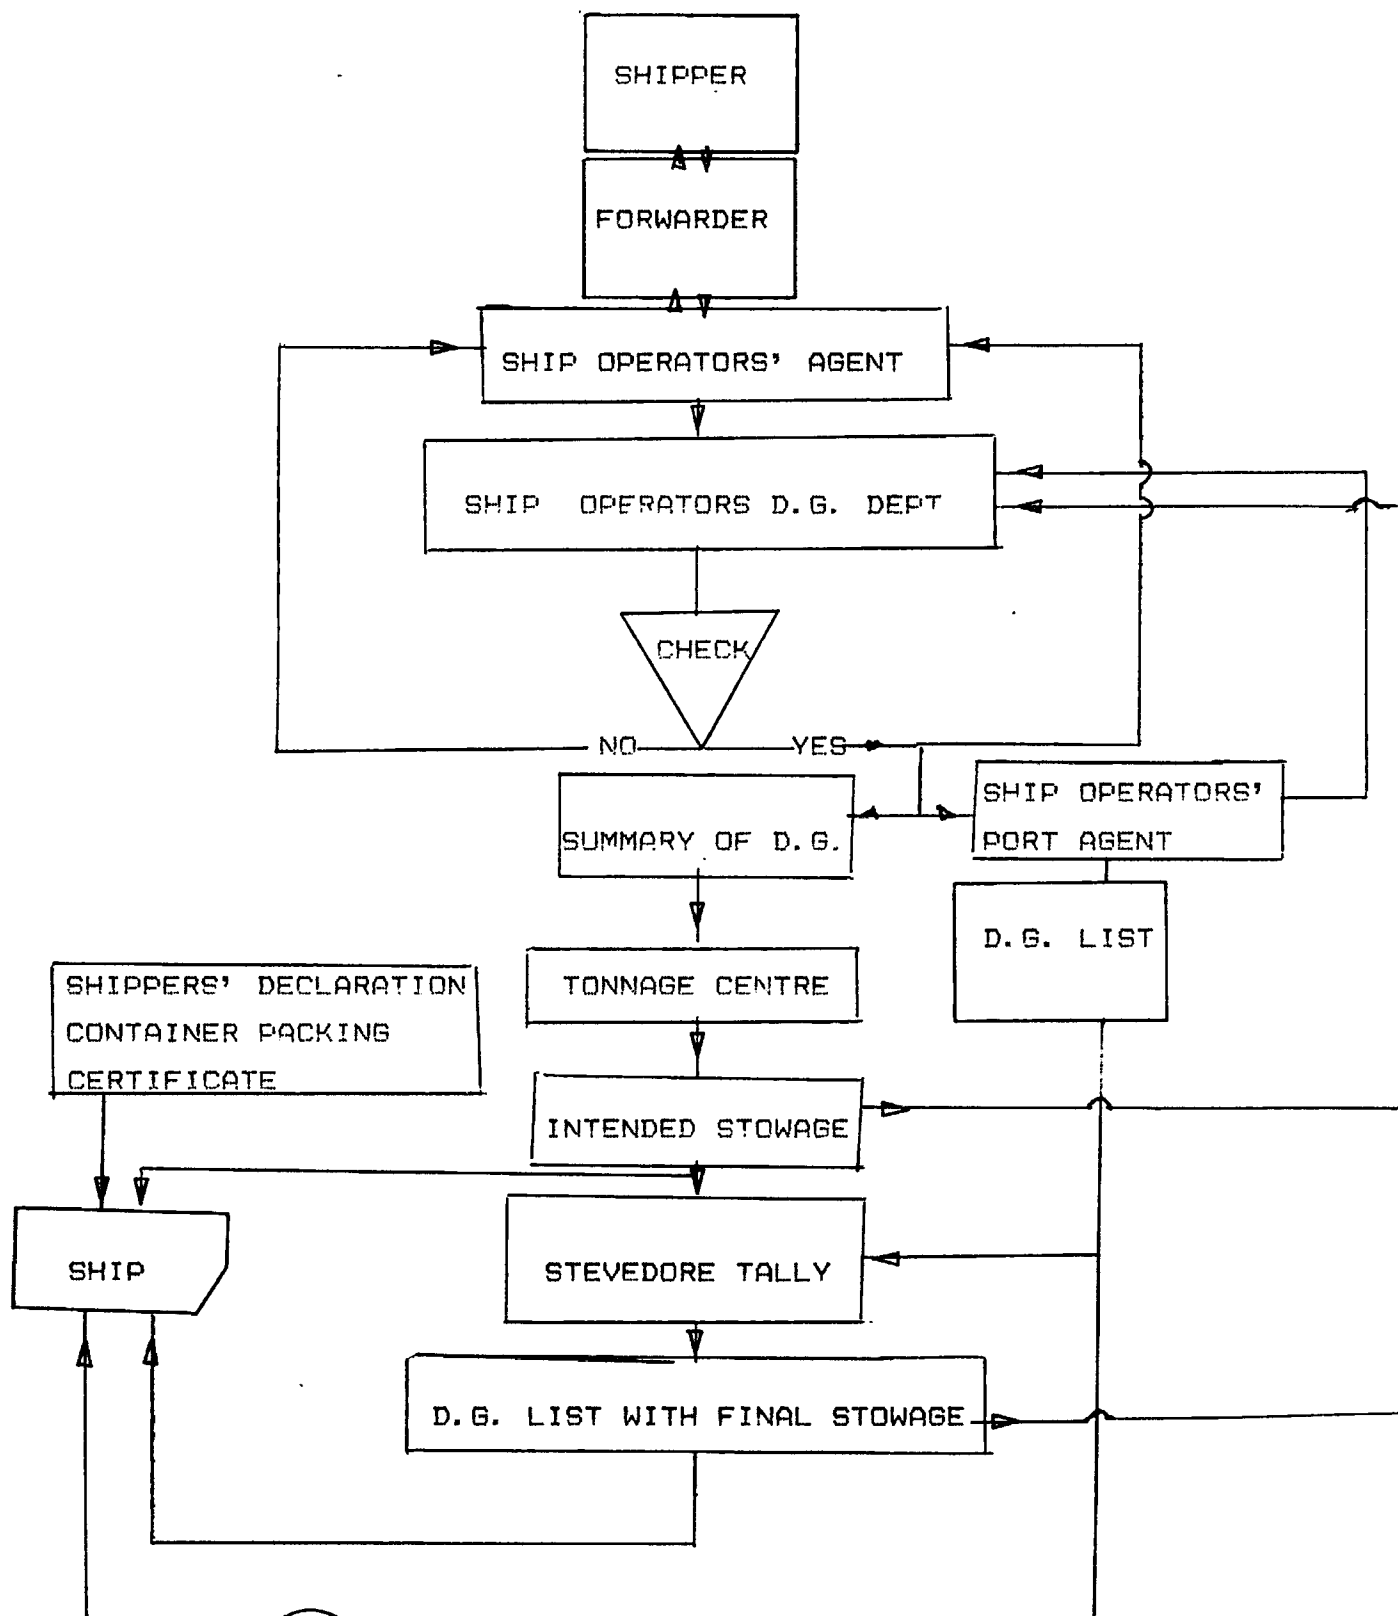 SHIPPER
FORWARDER
SHIP OPERATORS' AGENT
SHIP OPERATORS D.G. DEPT
CHECK
NO
YES
SUMMARY OF D.G.
SHIP OPERATORS'
PORT AGENT
D.G. LIST
TONNAGE CENTRE
SHIPPERS' DECLARATION
CONTAINER PACKING
CERTIFICATE
INTENDED STOWAGE
SHIP
STEVEDORE TALLY
D.G. LIST WITH FINAL STOWAGE